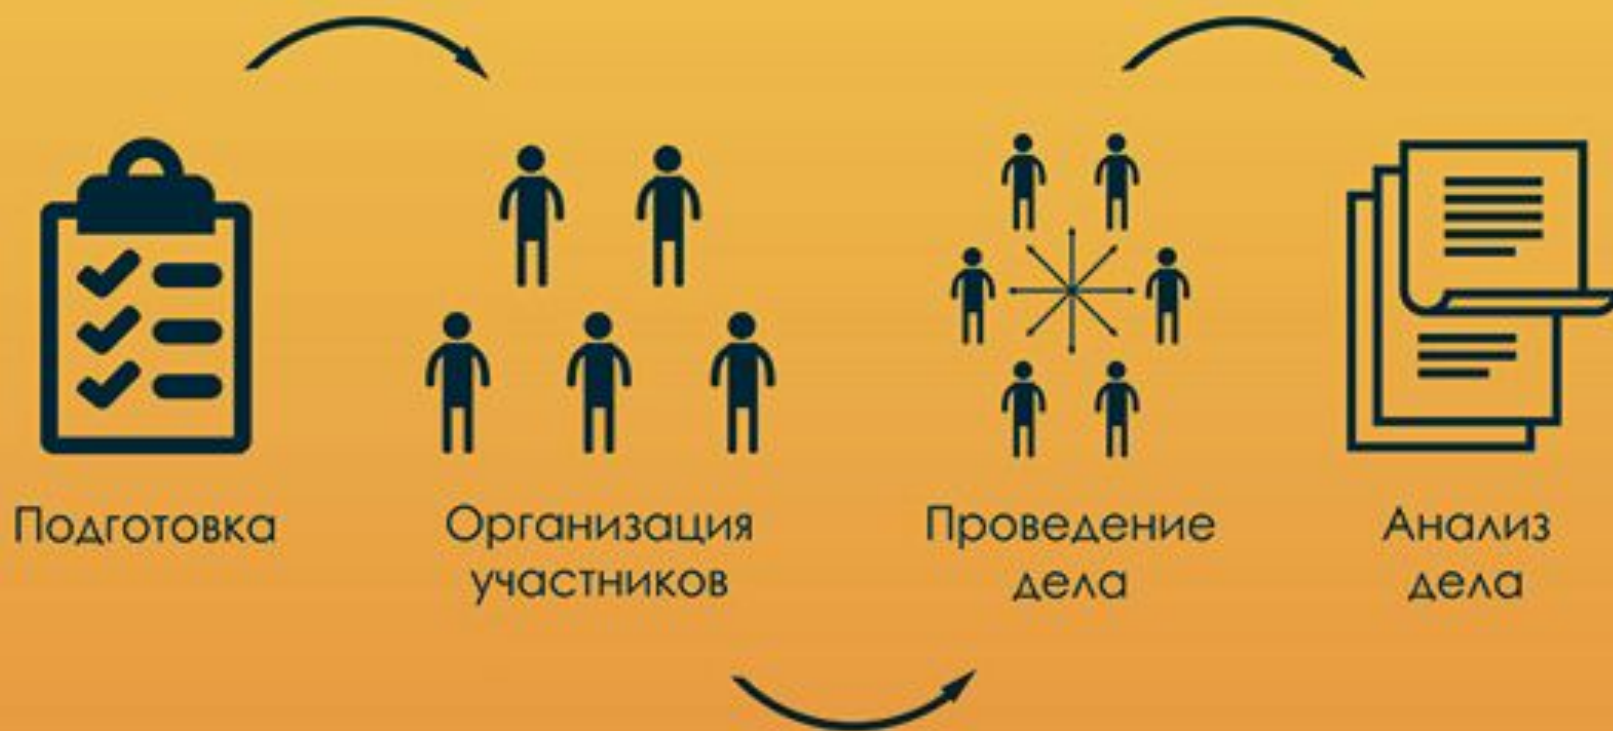 Подготовка
Организация
участников
Проведение
дела
Анализ
дела